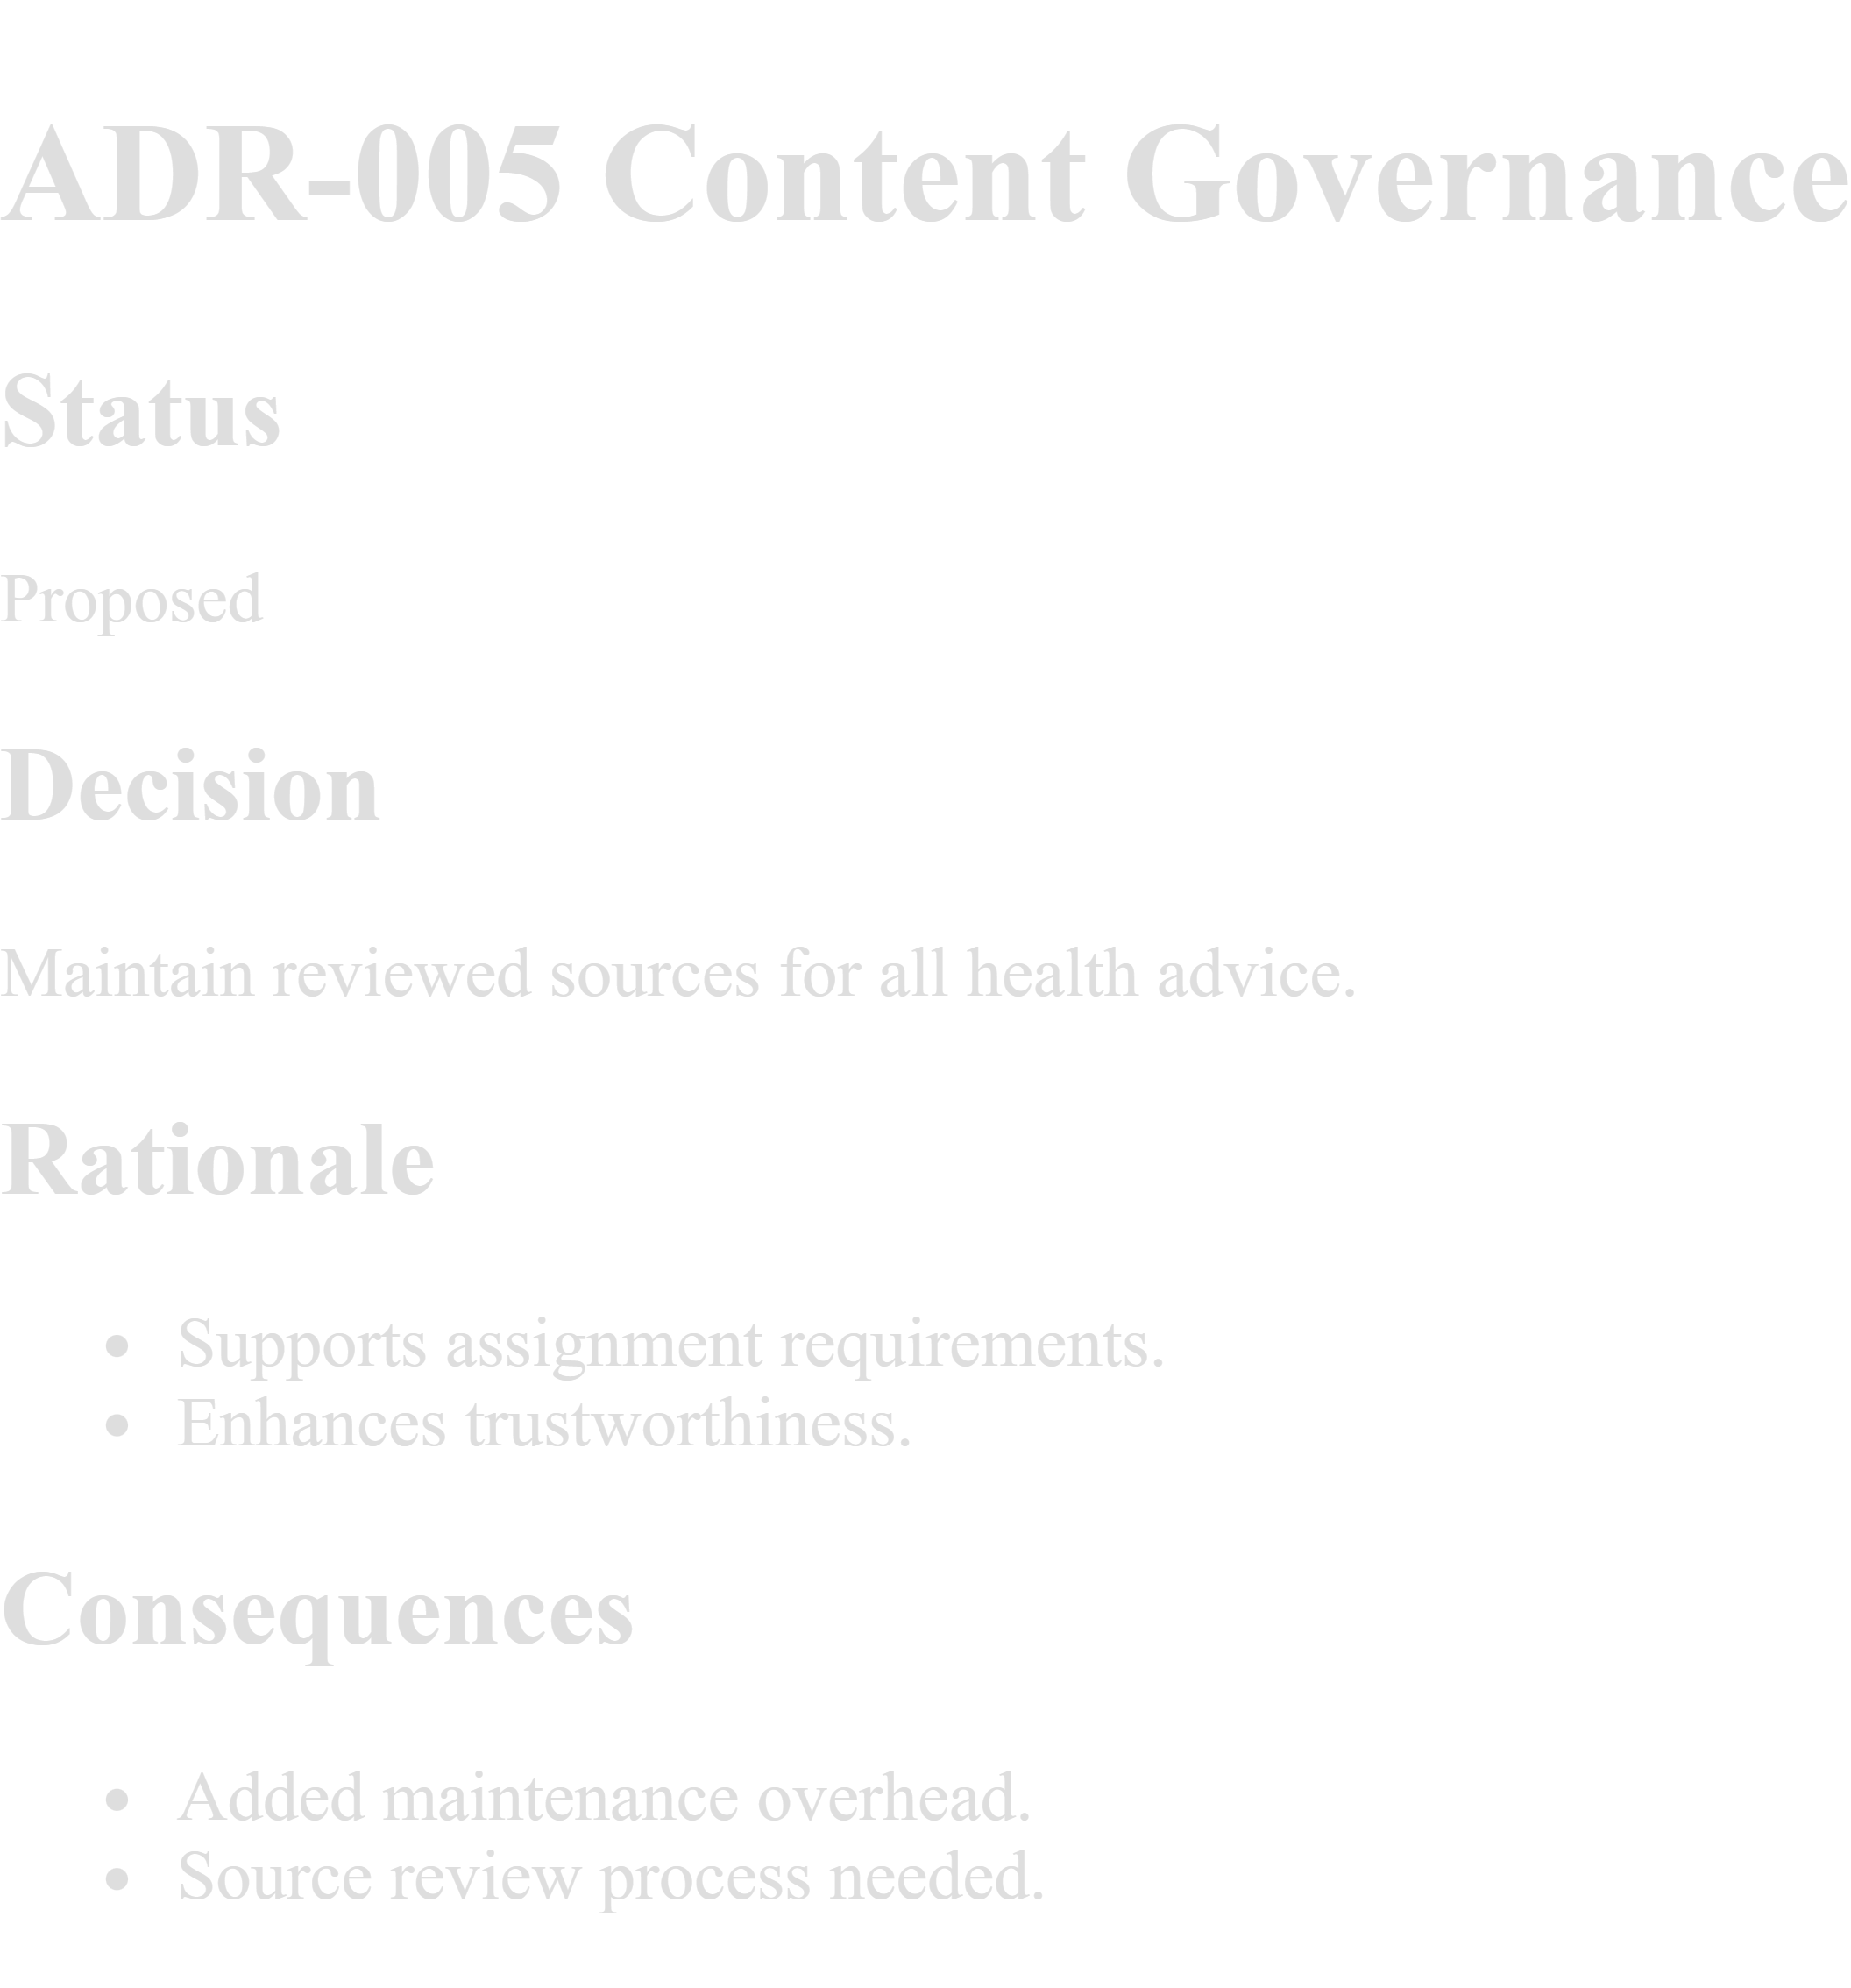 ADR-005 Content Governance
Status
Proposed
Decision
Maintain reviewed sources for all health advice.
Rationale
• Supports assignment requirements.
• Enhances trustworthiness.
Consequences
• Added maintenance overhead.
• Source review process needed.